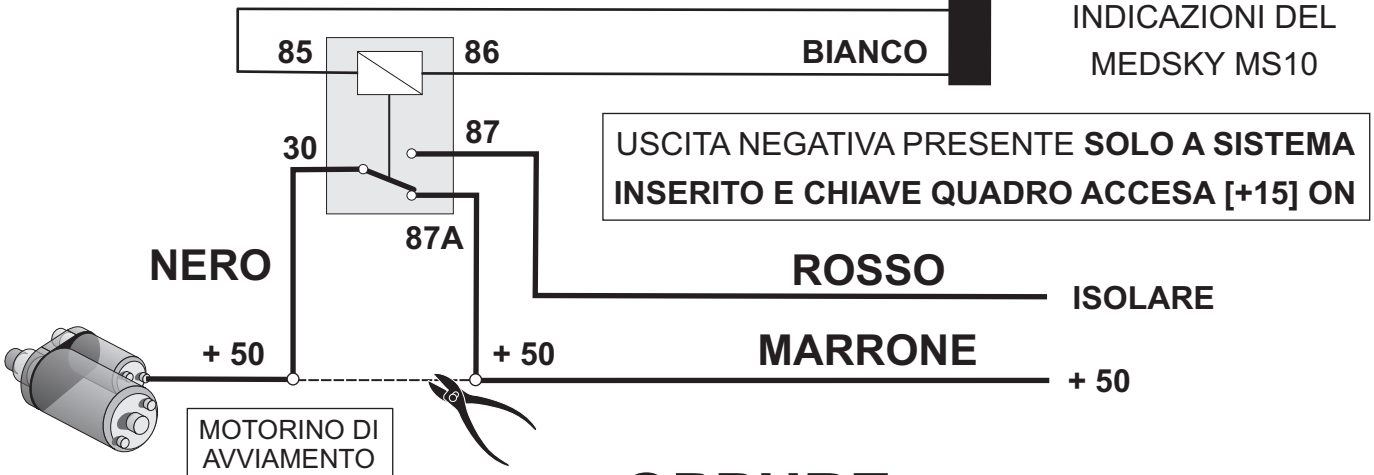 INDICAZIONI DEL
MEDSKY MS10
85
86
BIANCO
30
87
87A
USCITA NEGATIVA PRESENTE SOLO A SISTEMA
INSERITO E CHIAVE QUADRO ACCESA [+15] ON
NERO
ROSSO
ISOLARE
+ 50
+ 50
MARRONE
+ 50
MOTORINO DI
AVVIAMENTO